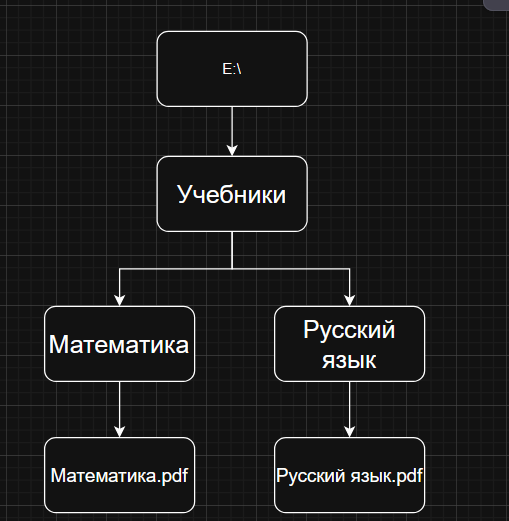 E:\
Учебники
Математика
Русский
язык
Математика.pdf
Русский язык.pdf